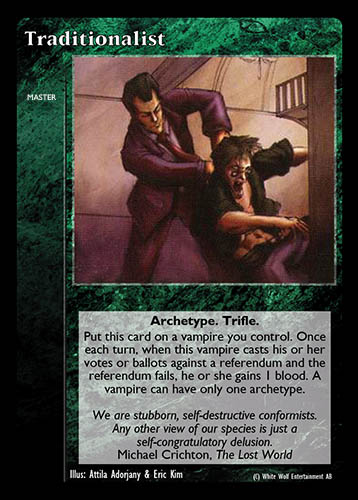 Traditionalist
MASTER
Archetype. Trifle.
Put this card on a vampire you control. Once
each turn, when this vampire casts his or her
votes or ballots against a referendum and the
referendum fails, he or she gains 1 blood. A
vampire can have only one archetype.
We are stubborn, self-destructive conformists.
Any other view of our species is just a
self-congratulatory delusion.
Michael Crichton, The Lost World
Illus: Attila Adorjany & Eric Kim
(C) White Wolf Entertainment AB